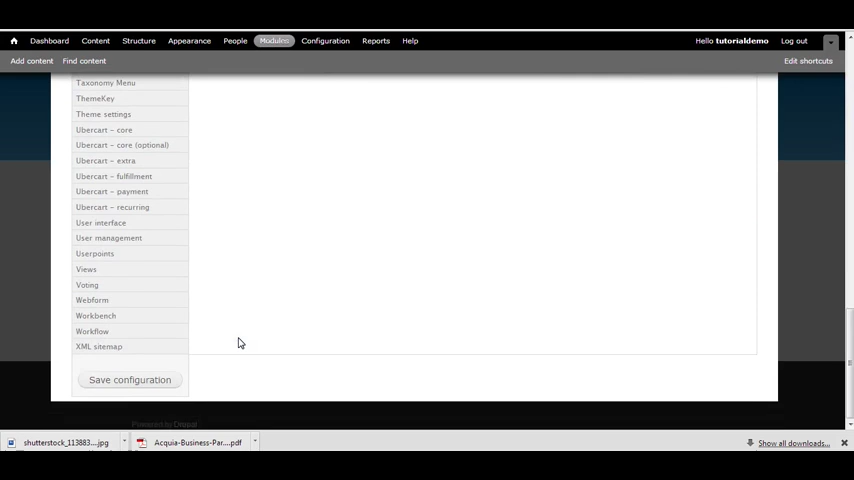 Dashboard Content Structure Appearance People Modules Configuration Reports Help Hello tutorialdemo Log out
Add content Find content Edit shortcuts
Taxonomy Menu
ThemeKey
Theme settings
Ubercart - core
Ubercart - core (optional)
Ubercart - extra
Ubercart - fulfillment
Ubercart - payment
Ubercart - recurring
User interface
User management
Userpoints
Views
Voting
Webform
Workbench
Workflow
XML sitemap
Save configuration
Powered by Drupal
shutterstock_113883....jpg Acquia-Business-Par....pdf Show all downloads...